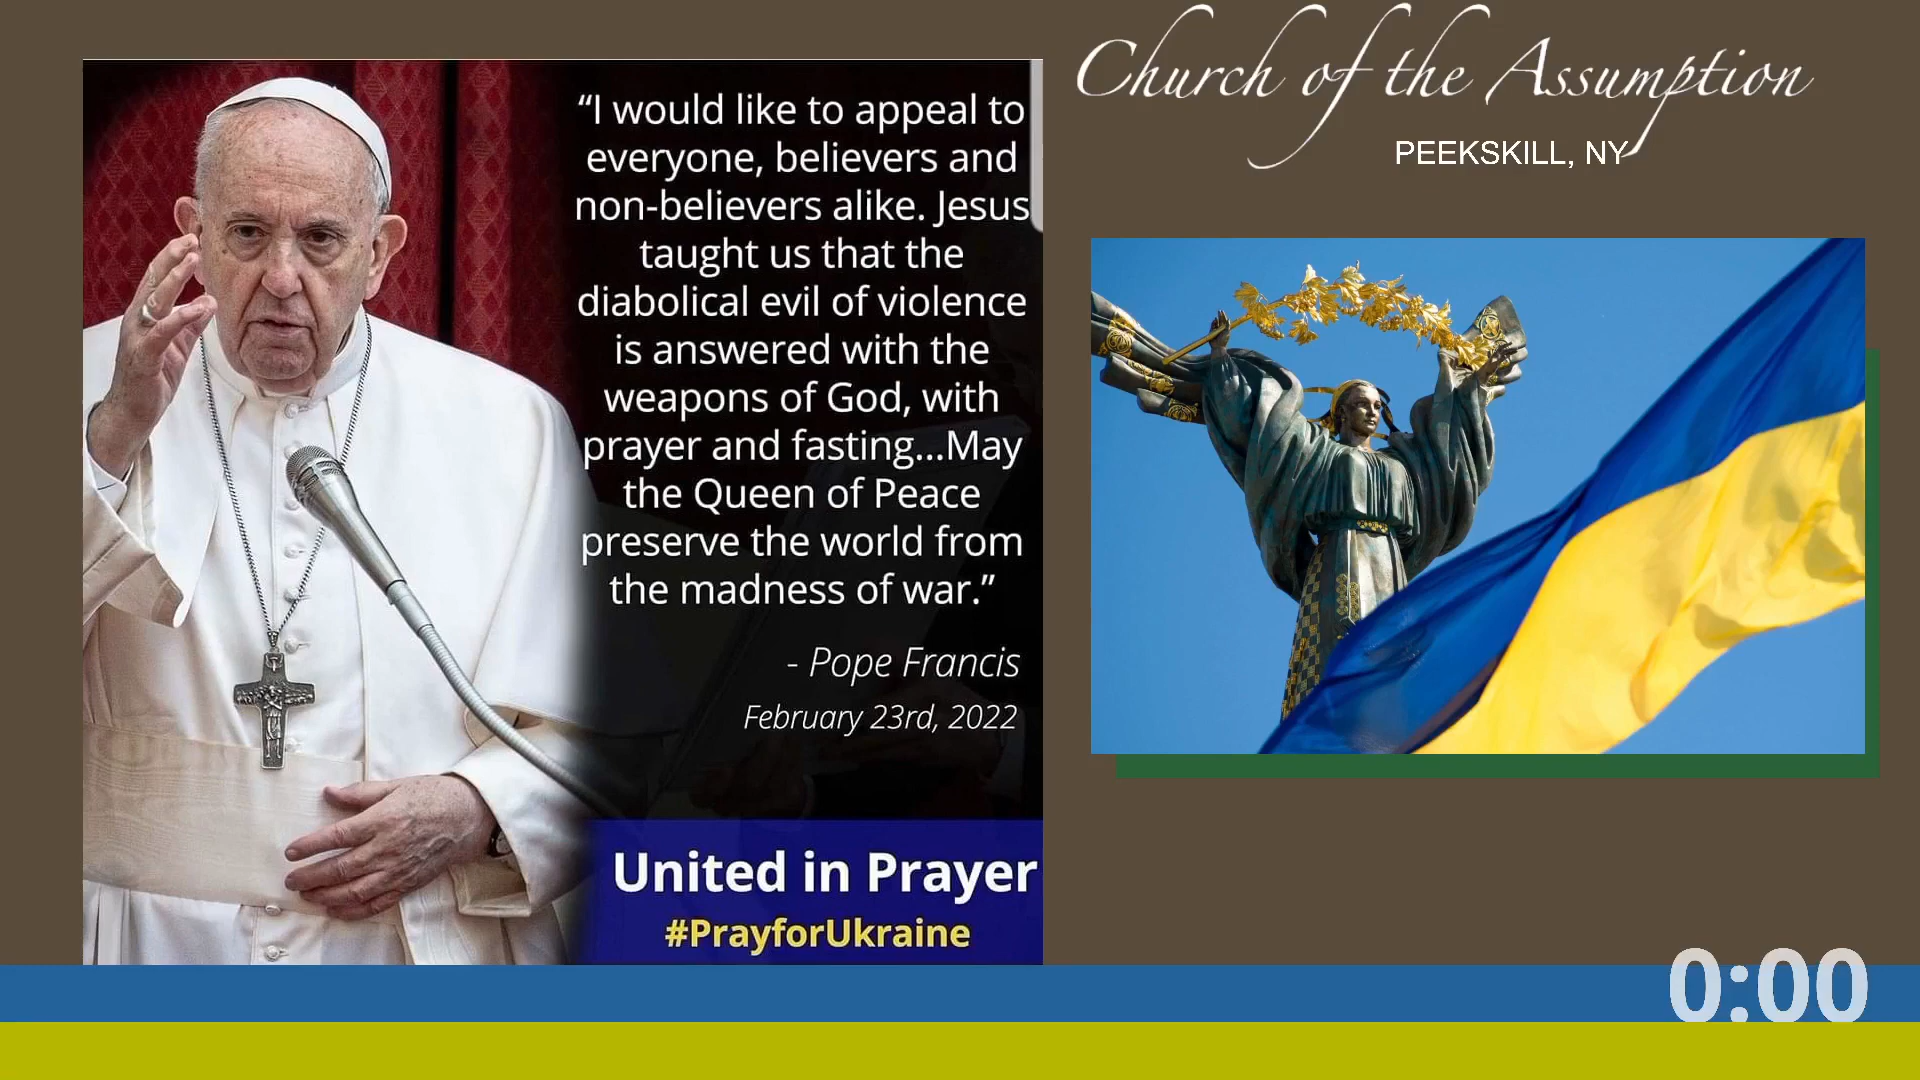 Church of the Assumption
PEEKSKILL, NY
“I would like to appeal to
everyone, believers and
non-believers alike. Jesus
taught us that the
diabolical evil of violence
is answered with the
weapons of God, with
prayer and fasting...May
the Queen of Peace
preserve the world from
the madness of war.”
- Pope Francis
February 23rd, 2022
United in Prayer
#PrayforUkraine
0:00